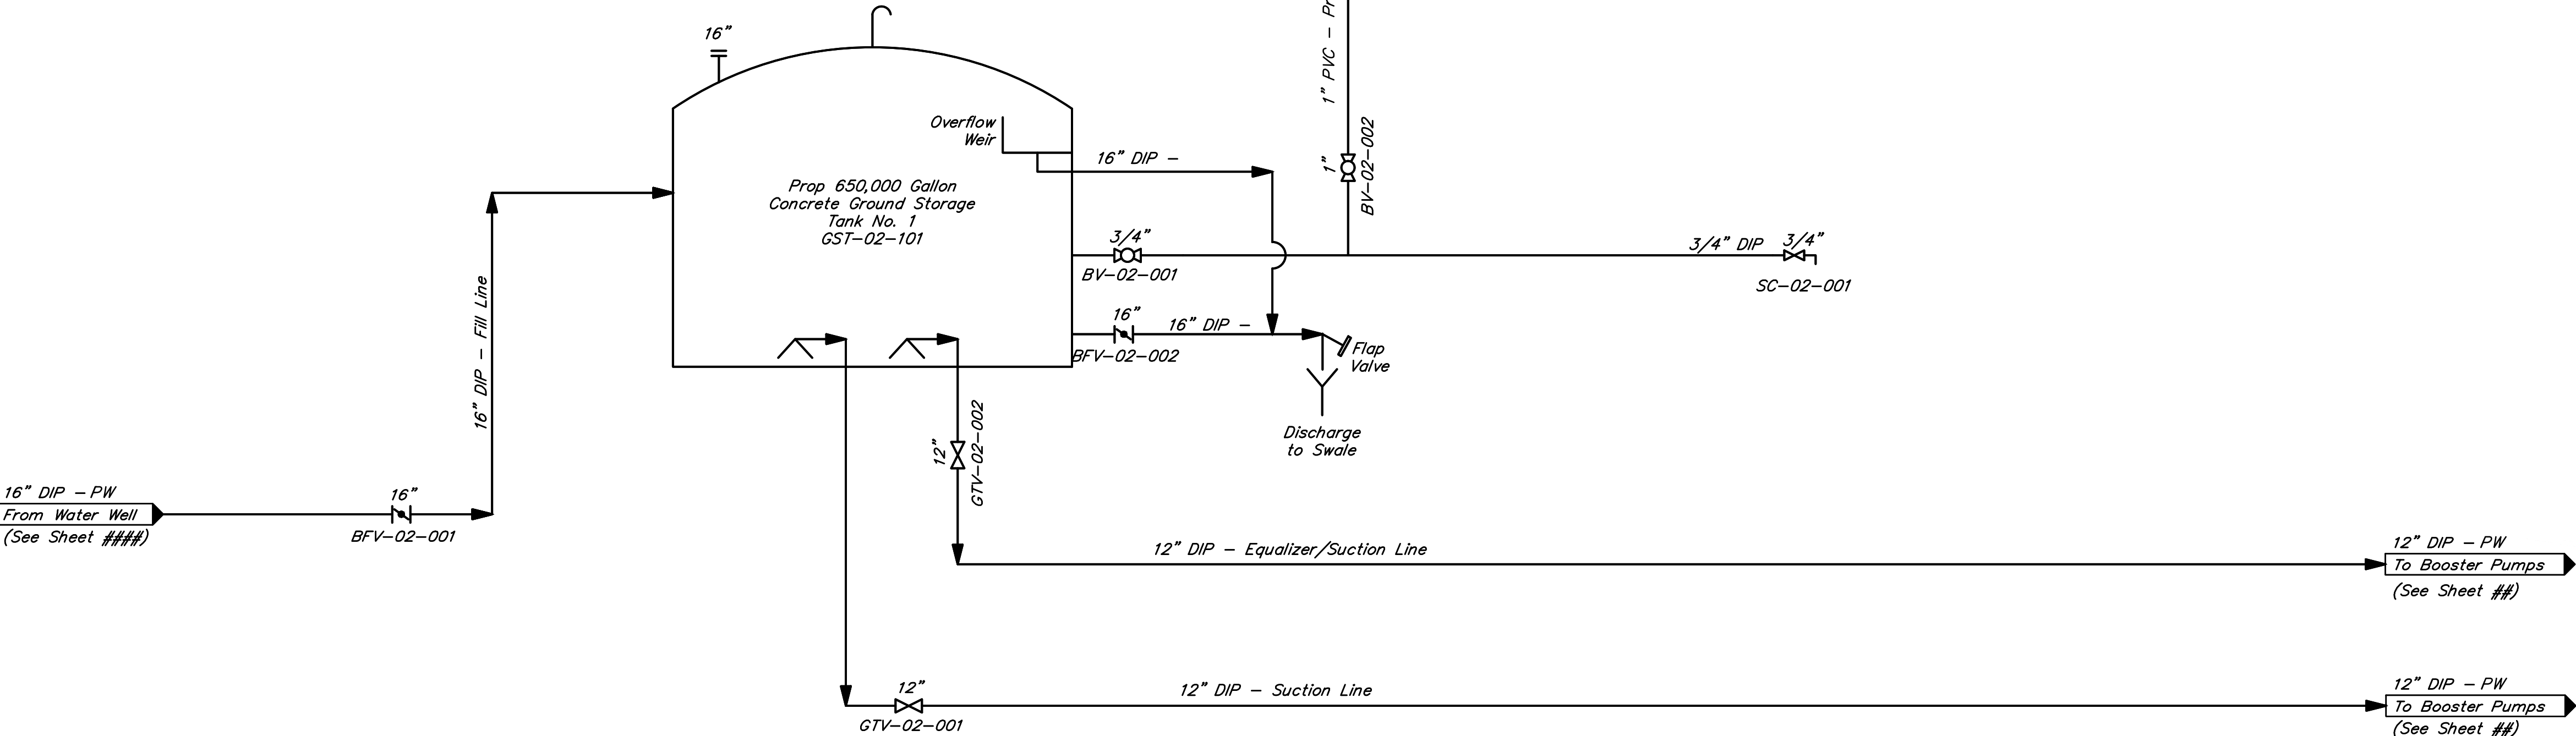 16"
1" PVC -
Overflow
Weir
16" DIP -
1"
BV-02-002
Prop 650,000 Gallon
Concrete Ground Storage
Tank No. 1
GST-02-101
3/4"
BV-02-001
3/4" DIP
3/4"
SC-02-001
16" DIP - Fill Line
16"
16" DIP -
BFV-02-002
Flap
Valve
Discharge
to Swale
12"
GTV-02-002
16" DIP - PW
From Water Well
(See Sheet ####)
16"
BFV-02-001
12" DIP - Equalizer/Suction Line
12" DIP - PW
To Booster Pumps
(See Sheet ##)
12"
GTV-02-001
12" DIP - Suction Line
12" DIP - PW
To Booster Pumps
(See Sheet ##)